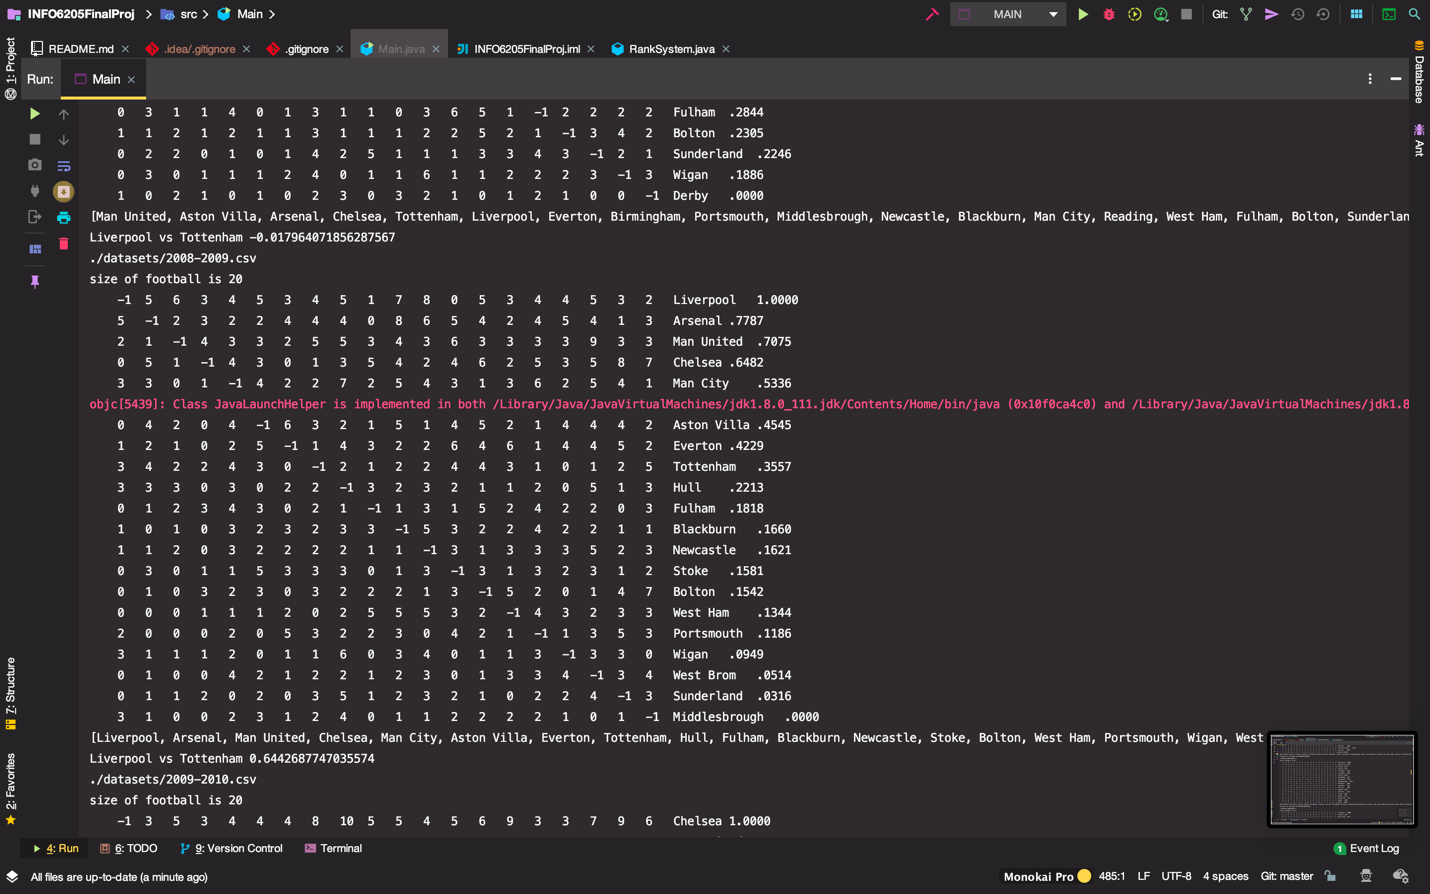 INFO6205FinalProj > src > Main > MAIN Git:
README.md × .idea/.gitignore × .gitignore × Main.java × INFO6205FinalProj.iml × RankSystem.java ×
1: Project
Run: Main ×
0 3 1 1 4 0 1 3 1 1 0 3 6 5 1 -1 2 2 2 2 Fulham .2844
1 1 2 1 2 1 1 3 1 1 1 2 2 5 2 1 -1 3 4 2 Bolton .2305
0 2 2 0 1 0 1 4 2 5 1 1 1 3 3 4 3 -1 2 1 Sunderland .2246
0 3 0 1 1 1 2 4 0 1 1 6 1 1 2 2 2 3 -1 3 Wigan .1886
1 0 2 1 0 1 0 2 3 0 3 2 1 0 1 2 1 0 0 -1 Derby .0000
[Man United, Aston Villa, Arsenal, Chelsea, Tottenham, Liverpool, Everton, Birmingham, Portsmouth, Middlesbrough, Newcastle, Blackburn, Man City, Reading, West Ham, Fulham, Bolton, Sunderlan
Liverpool vs Tottenham -0.017964071856287567
./datasets/2008-2009.csv
size of football is 20
-1 5 6 3 4 5 3 4 5 1 7 8 0 5 3 4 4 5 3 2 Liverpool 1.0000
5 -1 2 3 2 2 4 4 4 0 8 6 5 4 2 4 5 4 1 3 Arsenal .7787
2 1 -1 4 3 3 2 5 5 3 4 3 6 3 3 3 3 9 3 3 Man United .7075
0 5 1 -1 4 3 0 1 3 5 4 2 4 6 2 5 3 5 8 7 Chelsea .6482
3 3 0 1 -1 4 2 2 7 2 5 4 3 1 3 6 2 5 4 1 Man City .5336
objc[5439]: Class JavaLaunchHelper is implemented in both /Library/Java/JavaVirtualMachines/jdk1.8.0_111.jdk/Contents/Home/bin/java (0x10f0ca4c0) and /Library/Java/JavaVirtualMachines/jdk1.8
0 4 2 0 4 -1 6 3 2 1 5 1 4 5 2 1 4 4 4 2 Aston Villa .4545
1 2 1 0 2 5 -1 1 4 3 2 2 6 4 6 1 4 4 5 2 Everton .4229
3 4 2 2 4 3 0 -1 2 1 2 2 4 4 3 1 0 1 2 5 Tottenham .3557
3 3 3 0 3 0 2 2 -1 3 2 3 2 1 1 2 0 5 1 3 Hull .2213
0 1 2 3 4 3 0 2 1 -1 1 3 1 5 2 4 2 2 0 3 Fulham .1818
1 0 1 0 3 2 3 2 3 3 -1 5 3 2 2 4 2 2 1 1 Blackburn .1660
1 1 2 0 3 2 2 2 2 1 1 -1 3 1 3 3 3 5 2 3 Newcastle .1621
0 3 0 1 1 5 3 3 3 0 1 3 -1 3 1 3 2 3 1 2 Stoke .1581
0 1 0 3 2 3 0 3 2 2 2 1 3 -1 5 2 0 1 4 7 Bolton .1542
0 0 0 1 1 1 2 0 2 5 5 5 3 2 -1 4 3 2 3 3 West Ham .1344
2 0 0 0 2 0 5 3 2 2 3 0 4 2 1 -1 1 3 5 3 Portsmouth .1186
3 1 1 1 2 0 1 1 6 0 3 4 0 1 1 3 -1 3 3 0 Wigan .0949
0 1 0 0 4 2 1 2 2 1 2 3 0 1 3 3 4 -1 3 4 West Brom .0514
0 1 1 2 0 2 0 3 5 1 2 3 2 1 0 2 2 4 -1 3 Sunderland .0316
3 1 0 0 2 3 1 2 4 0 1 1 2 2 2 2 1 0 1 -1 Middlesbrough .0000
[Liverpool, Arsenal, Man United, Chelsea, Man City, Aston Villa, Everton, Tottenham, Hull, Fulham, Blackburn, Newcastle, Stoke, Bolton, West Ham, Portsmouth, Wigan, West
Liverpool vs Tottenham 0.6442687747035574
./datasets/2009-2010.csv
size of football is 20
-1 3 5 3 4 4 4 8 10 5 5 4 5 6 9 3 3 7 9 6 Chelsea 1.0000
Database
Ant
7: Structure
2: Favorites
4: Run 6: TODO 9: Version Control Terminal 1 Event Log
All files are up-to-date (a minute ago) Monokai Pro 485:1 LF UTF-8 4 spaces Git: master